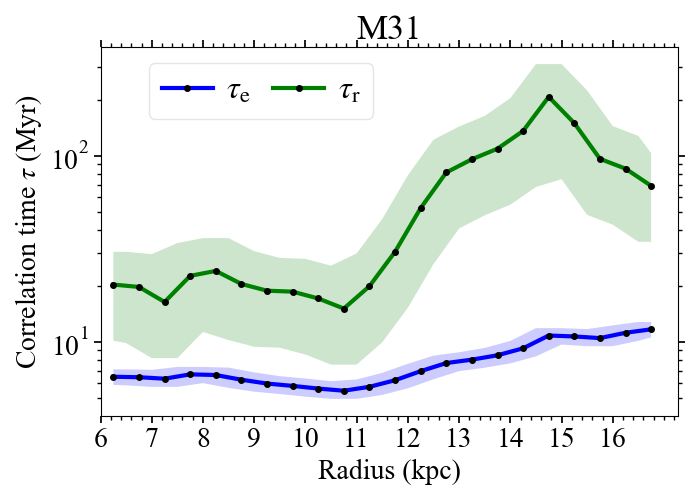 M31
τe τr
Correlation time τ (Myr)
10²
10¹
6 7 8 9 10 11 12 13 14 15 16
Radius (kpc)